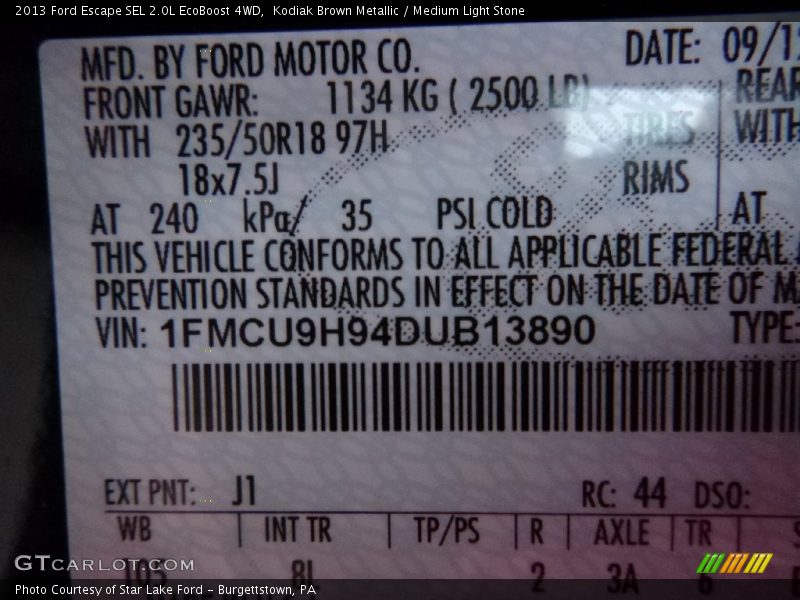 2013 Ford Escape SEL 2.0L EcoBoost 4WD,  Kodiak Brown Metallic / Medium Light Stone
MFD. BY FORD MOTOR CO. DATE: 09/1
FRONT GAWR: 1134 KG ( 2500 LB) REAR
WITH 235/50R18 97H TIRES WITH
18x7.5J RIMS
AT 240 kPa/ 35 PSI COLD AT
THIS VEHICLE CONFORMS TO ALL APPLICABLE FEDERAL
PREVENTION STANDARDS IN EFFECT ON THE DATE OF
VIN: 1FMCU9H94DUB13890 TYPE:
EXT PNT: J1 RC: 44 DSO:
WB INT TR TP/PS R AXLE TR
105 8L 2 3A 6
GTcarlot.com
Photo Courtesy of Star Lake Ford – Burgettstown, PA